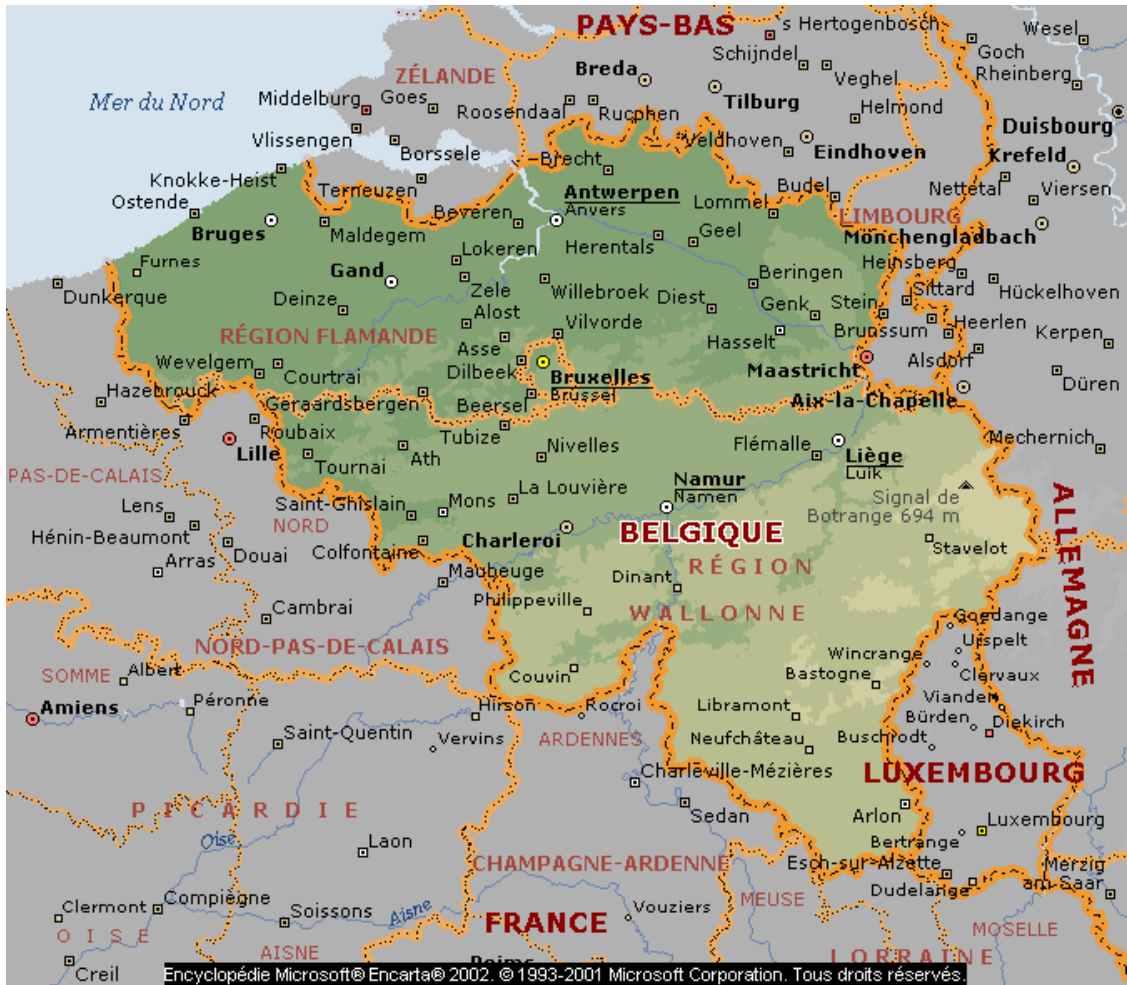 PAYS-BAS
's Hertogenbosch
Wesel
Schijndel
Goch
ZÉLANDE
Breda
Veghel
Rheinberg
Mer du Nord
Middelburg
Goes
Roosendaal
Rucphen
Tilburg
Helmond
Duisbourg
Vlissengen
Borssele
Veldhoven
Eindhoven
Krefeld
Knokke-Heist
Terneuzen
Brecht
Budel
Nettetal
Viersen
Ostende
Antwerpen
Anvers
Lommel
LIMBOURG
Bruges
Maldegem
Beveren
Lokeren
Herentals
Geel
Mönchengladbach
Furnes
Gand
Heinsberg
Dunkerque
Deinze
Zele
Willebroek
Diest
Beringen
Genk
Stein
Sittard
Hückelhoven
RÉGION FLAMANDE
Alost
Vilvorde
Hasselt
Brunssum
Heerlen
Kerpen
Wevelgem
Courtrai
Asse
Dilbeek
Bruxelles
Brüssel
Maastricht
Alsdorf
Düren
Hazebrouck
Geraardsbergen
Beersel
Aix-la-Chapelle
Armentières
Roubaix
Tubize
Lille
Tournai
Ath
Nivelles
Flémalle
Liège
Luik
Mechernich
PAS-DE-CALAIS
Lens
NORD
Saint-Ghislain
Mons
La Louvière
Namur
Namen
Signal de
Botrange 694 m
ALLEMAGNE
Hénin-Beaumont
Douai
Colfontaine
Charleroi
BELGIQUE
Stavelot
Arras
Maubeuge
Dinant
RÉGION
WALLONNE
Cambrai
Philippeville
Goedange
NORD-PAS-DE-CALAIS
Urspelt
SOMME
Albert
Couvin
Wincrange
Bastogne
Clervaux
Amiens
Péronne
Hirson
Rocroi
Libramont
Vianden
Bürden
Diekirch
Saint-Quentin
Vervins
ARDENNES
Neufchâteau
Buschrodt
Charleville-Mézières
LUXEMBOURG
PICARDIE
Sedan
Arlon
Luxembourg
Oise
Laon
Bertrange
CHAMPAGNE-ARDENNE
Esch-sur-Alzette
Merzig
am-Saar
Dudelange
Clermont
Compiègne
Soissons
Aisne
FRANCE
Vouziers
MEUSE
MOSELLE
OISE
AISNE
LORRAINE
Creil
Reims
Encyclopédie Microsoft® Encarta® 2002. © 1993-2001 Microsoft Corporation. Tous droits réservés.